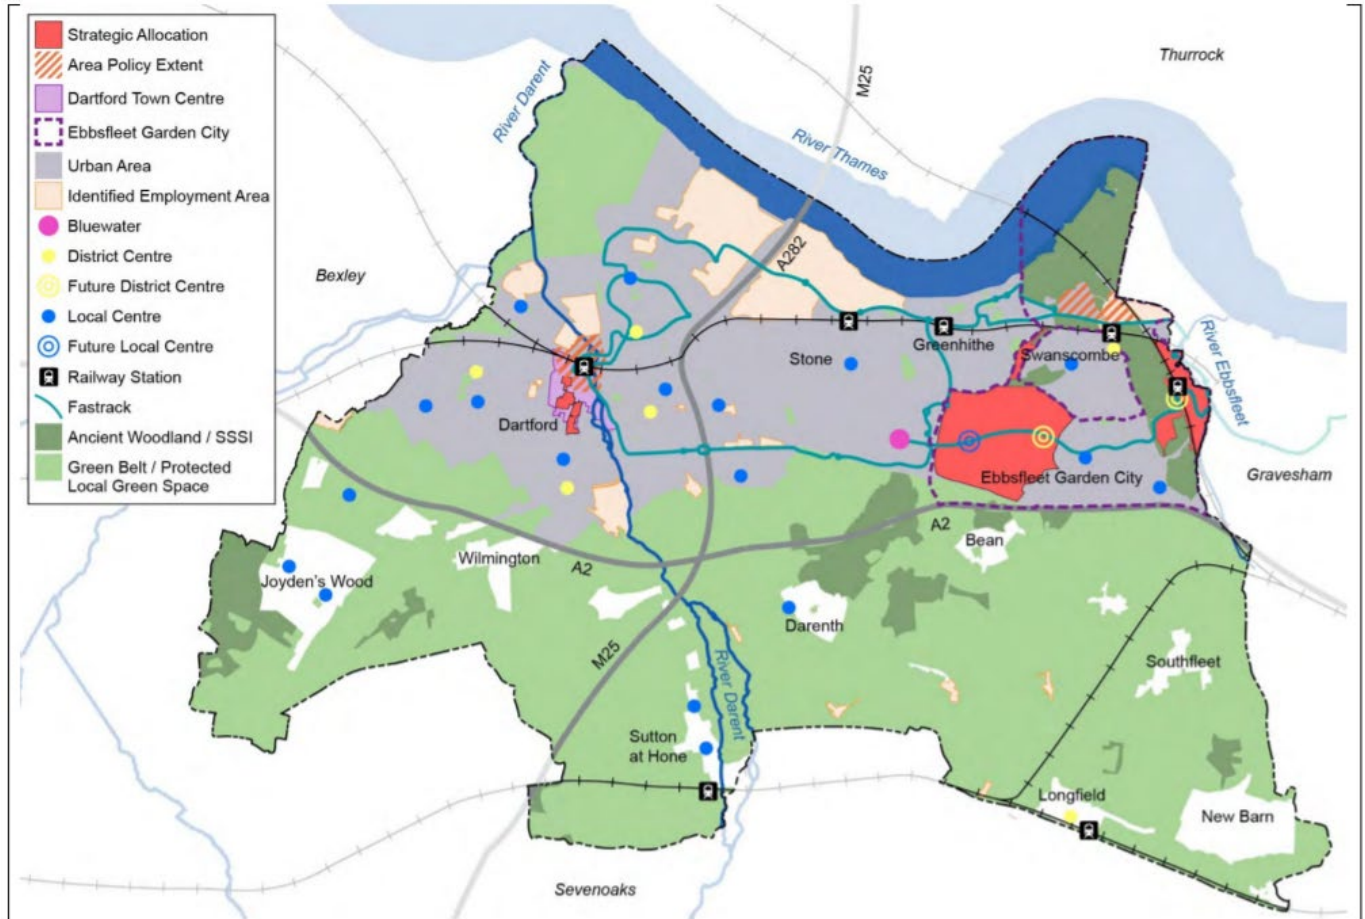 Strategic Allocation
Area Policy Extent
Dartford Town Centre
Ebbsfleet Garden City
Urban Area
Identified Employment Area
Bluewater
District Centre
Future District Centre
Local Centre
Future Local Centre
Railway Station
Fastrack
Ancient Woodland / SSSI
Green Belt / Protected
Local Green Space
Thurrock
M25
River Darent
River Thames
Bexley
A282
Stone
Greenhithe
Swanscombe
River Ebbsfleet
Dartford
Ebbsfleet Garden City
Gravesham
A2
Bean
Wilmington
A2
Joyden's Wood
Darenth
M25
River Darent
Southfleet
Sutton
at Hone
Longfield
New Barn
Sevenoaks